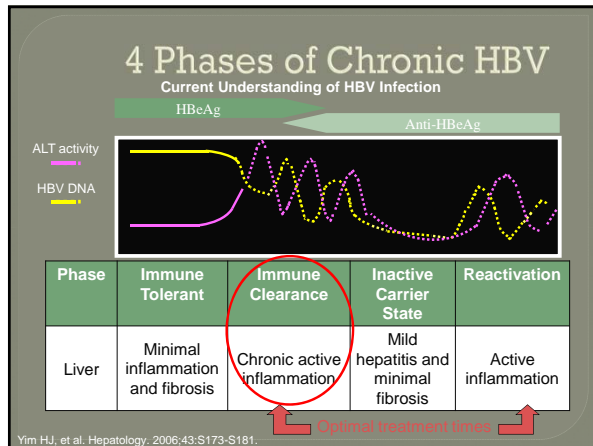 4 Phases of Chronic HBV
Current Understanding of HBV Infection
HBeAg
Anti-HBeAg
ALT activity
HBV DNA
Phase
Immune
Tolerant
Immune
Clearance
Inactive
Carrier
State
Reactivation
Liver
Minimal
inflammation
and fibrosis
Chronic active
inflammation
Mild
hepatitis and
minimal
fibrosis
Active
inflammation
Optimal treatment times
Yim HJ, et al. Hepatology. 2006;43:S173-S181.